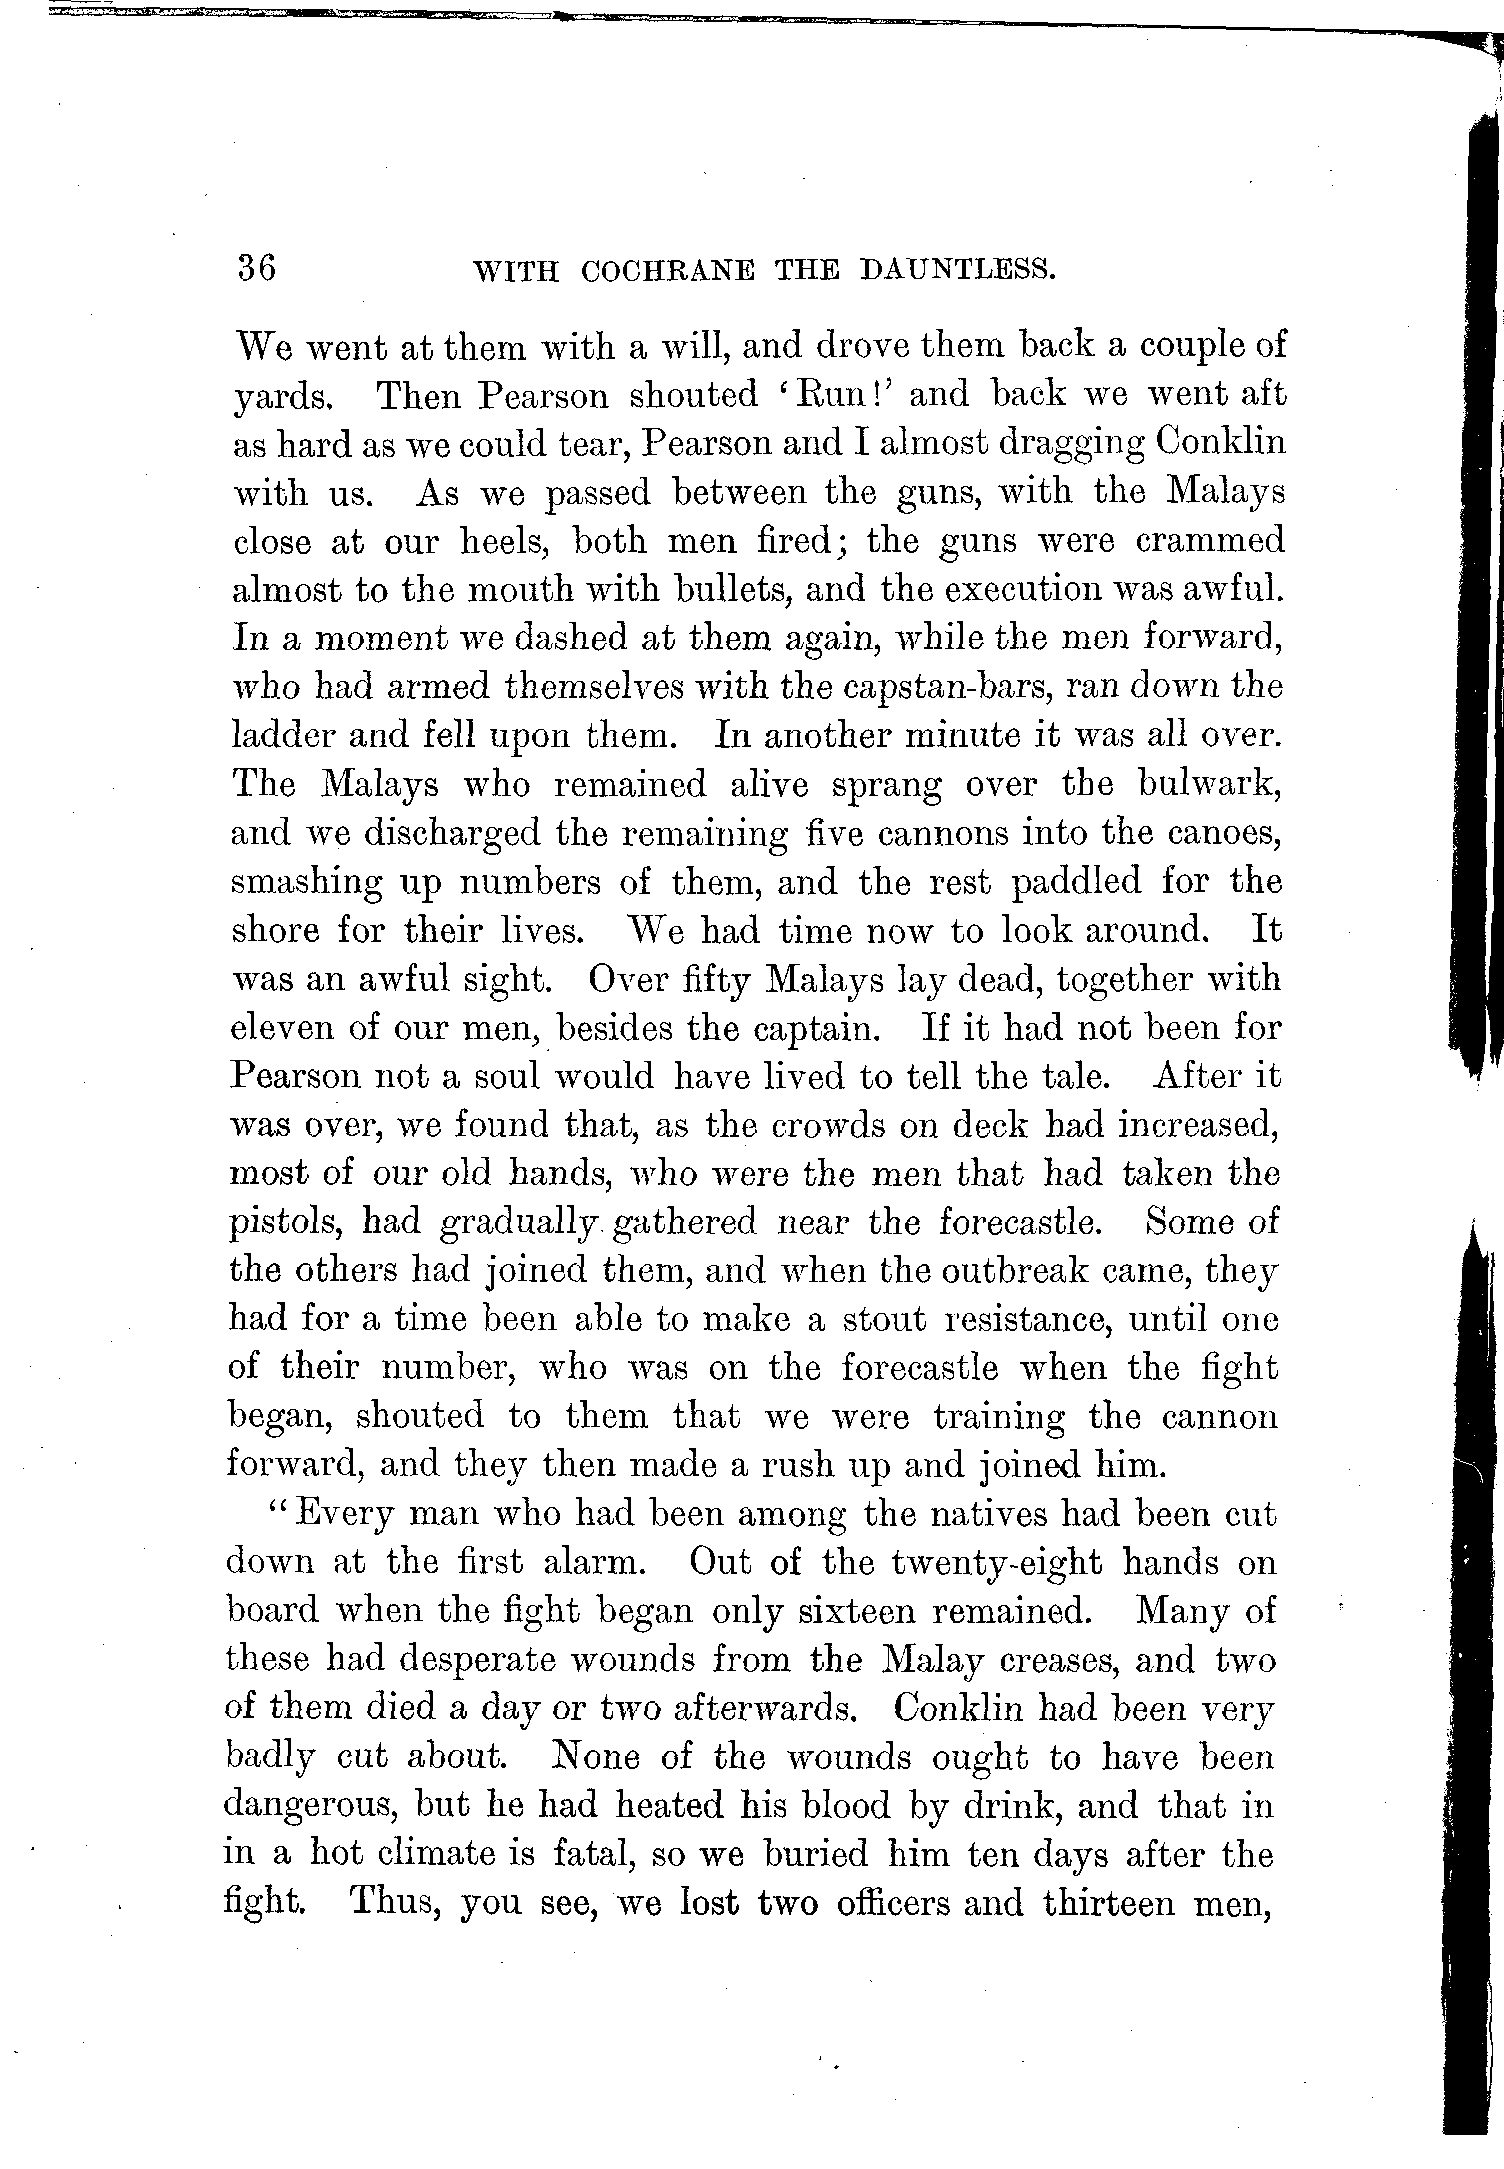 36 WITH COCHRANE THE DAUNTLESS.
We went at them with a will, and drove them back a couple of
yards. Then Pearson shouted ‘Run!’ and back we went aft
as hard as we could tear, Pearson and I almost dragging Conklin
with us. As we passed between the guns, with the Malays
close at our heels, both men fired; the guns were crammed
almost to the mouth with bullets, and the execution was awful.
In a moment we dashed at them again, while the men forward,
who had armed themselves with the capstan-bars, ran down the
ladder and fell upon them. In another minute it was all over.
The Malays who remained alive sprang over the bulwark,
and we discharged the remaining five cannons into the canoes,
smashing up numbers of them, and the rest paddled for the
shore for their lives. We had time now to look around. It
was an awful sight. Over fifty Malays lay dead, together with
eleven of our men, besides the captain. If it had not been for
Pearson not a soul would have lived to tell the tale. After it
was over, we found that, as the crowds on deck had increased,
most of our old hands, who were the men that had taken the
pistols, had gradually gathered near the forecastle. Some of
the others had joined them, and when the outbreak came, they
had for a time been able to make a stout resistance, until one
of their number, who was on the forecastle when the fight
began, shouted to them that we were training the cannon
forward, and they then made a rush up and joined him.
“Every man who had been among the natives had been cut
down at the first alarm. Out of the twenty-eight hands on
board when the fight began only sixteen remained. Many of
these had desperate wounds from the Malay creases, and two
of them died a day or two afterwards. Conklin had been very
badly cut about. None of the wounds ought to have been
dangerous, but he had heated his blood by drink, and that in
in a hot climate is fatal, so we buried him ten days after the
fight. Thus, you see, we lost two officers and thirteen men,